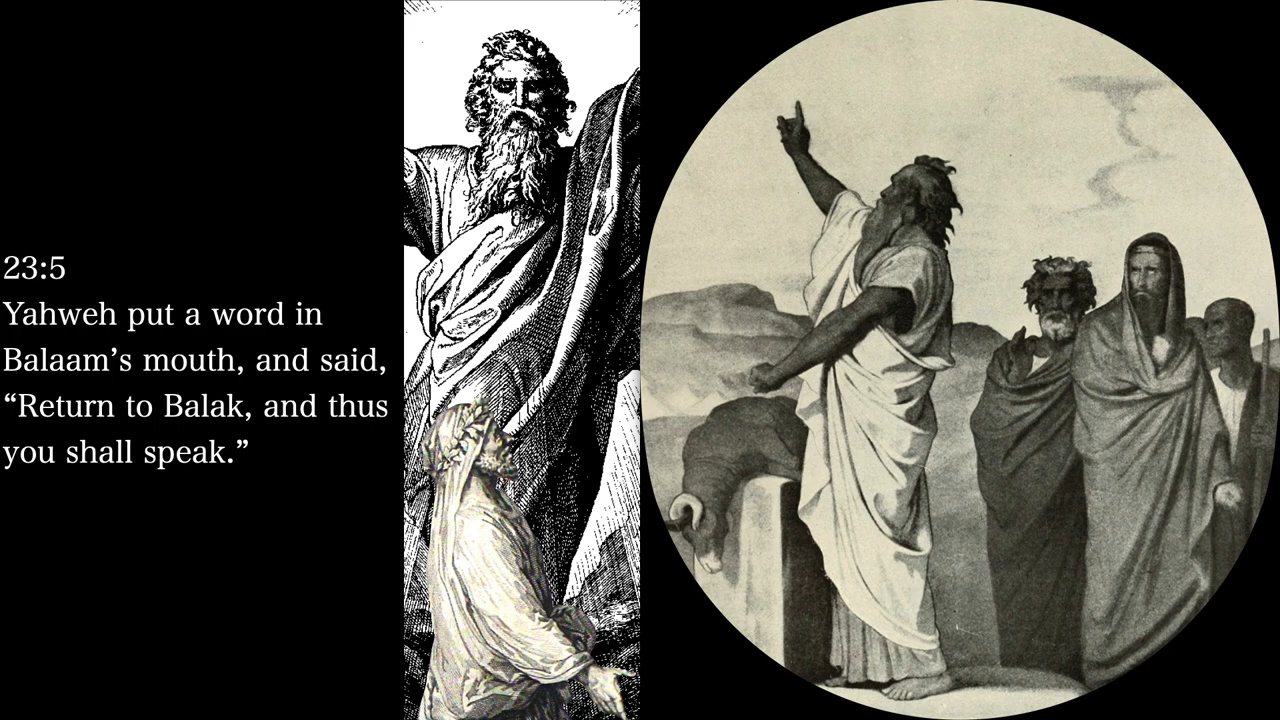 23:5
Yahweh put a word in
Balaam’s mouth, and said,
“Return to Balak, and thus
you shall speak.”